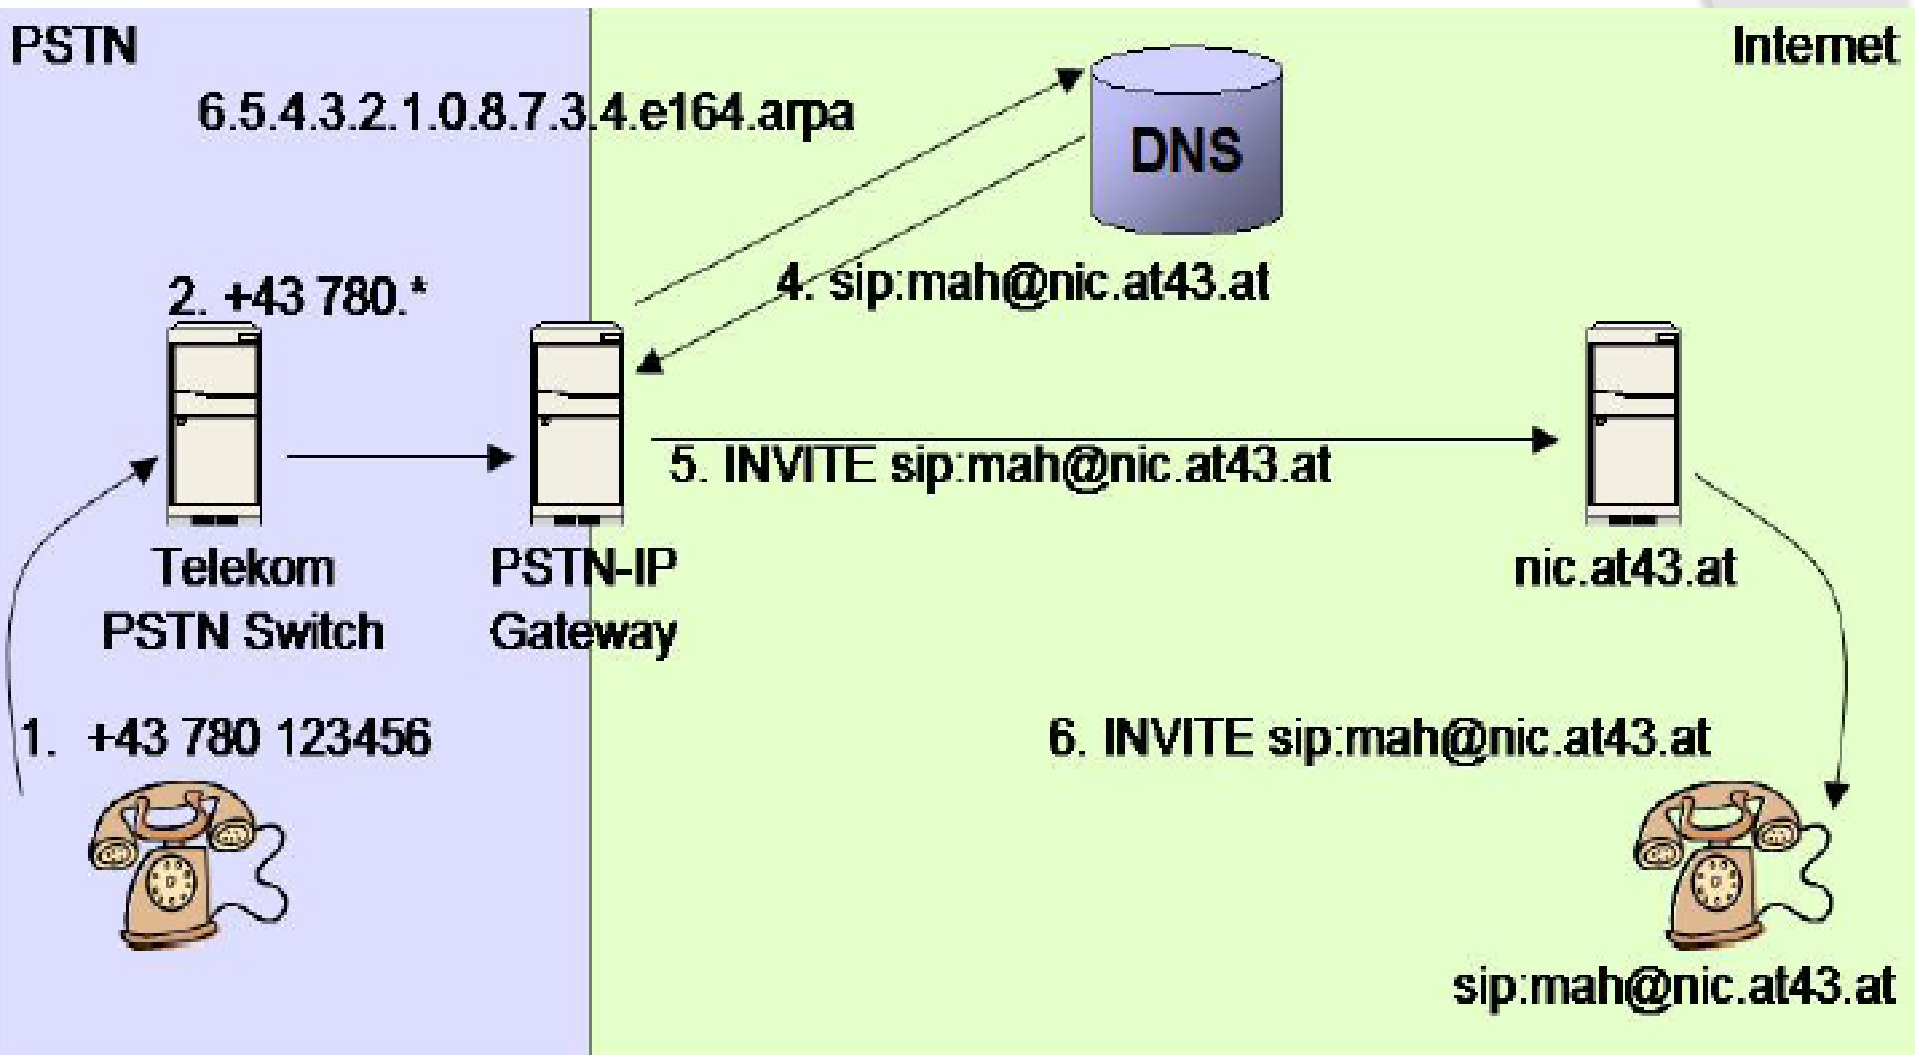 PSTN
Internet
6.5.4.3.2.1.0.8.7.3.4.e164.arpa
DNS
2. +43 780.*
4. sip:mah@nic.at43.at
5. INVITE sip:mah@nic.at43.at
Telekom
PSTN Switch
PSTN-IP
Gateway
nic.at43.at
1. +43 780 123456
6. INVITE sip:mah@nic.at43.at
sip:mah@nic.at43.at